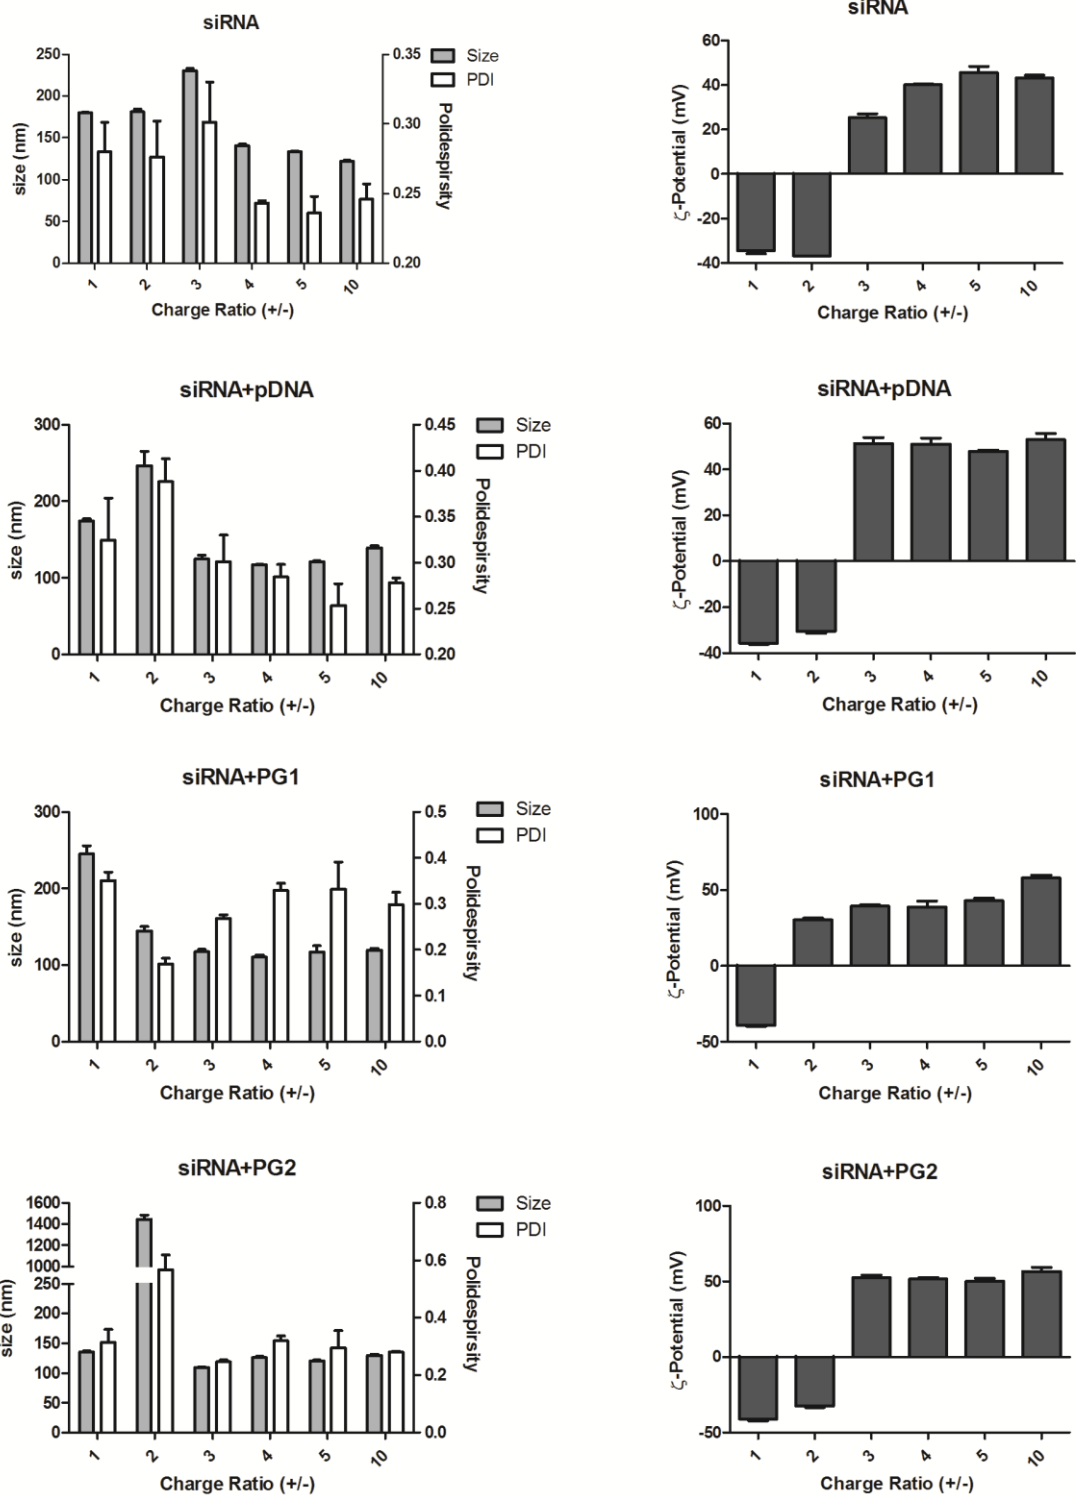 siRNA
250
200
150
100
50
0
size (nm)
0.35
0.30
0.25
0.20
Polidespirsity
Size
PDI
1 2 3 4 5 10
Charge Ratio (+/-)
siRNA
60
40
20
0
-20
-40
ζ-Potential (mV)
1 2 3 4 5 10
Charge Ratio (+/-)
siRNA+pDNA
300
200
100
0
size (nm)
0.45
0.40
0.35
0.30
0.25
0.20
Polidespirsity
Size
PDI
1 2 3 4 5 10
Charge Ratio (+/-)
siRNA+pDNA
60
40
20
0
-20
-40
ζ-Potential (mV)
1 2 3 4 5 10
Charge Ratio (+/-)
siRNA+PG1
300
200
100
0
size (nm)
0.5
0.4
0.3
0.2
0.1
0.0
Polidespirsity
Size
PDI
1 2 3 4 5 10
Charge Ratio (+/-)
siRNA+PG1
100
50
0
-50
ζ-Potential (mV)
1 2 3 4 5 10
Charge Ratio (+/-)
siRNA+PG2
1600
1400
1200
1000
250
200
150
100
50
0
size (nm)
0.8
0.6
0.4
0.2
0.0
Polidespirsity
Size
PDI
1 2 3 4 5 10
Charge Ratio (+/-)
siRNA+PG2
100
50
0
-50
ζ-Potential (mV)
1 2 3 4 5 10
Charge Ratio (+/-)